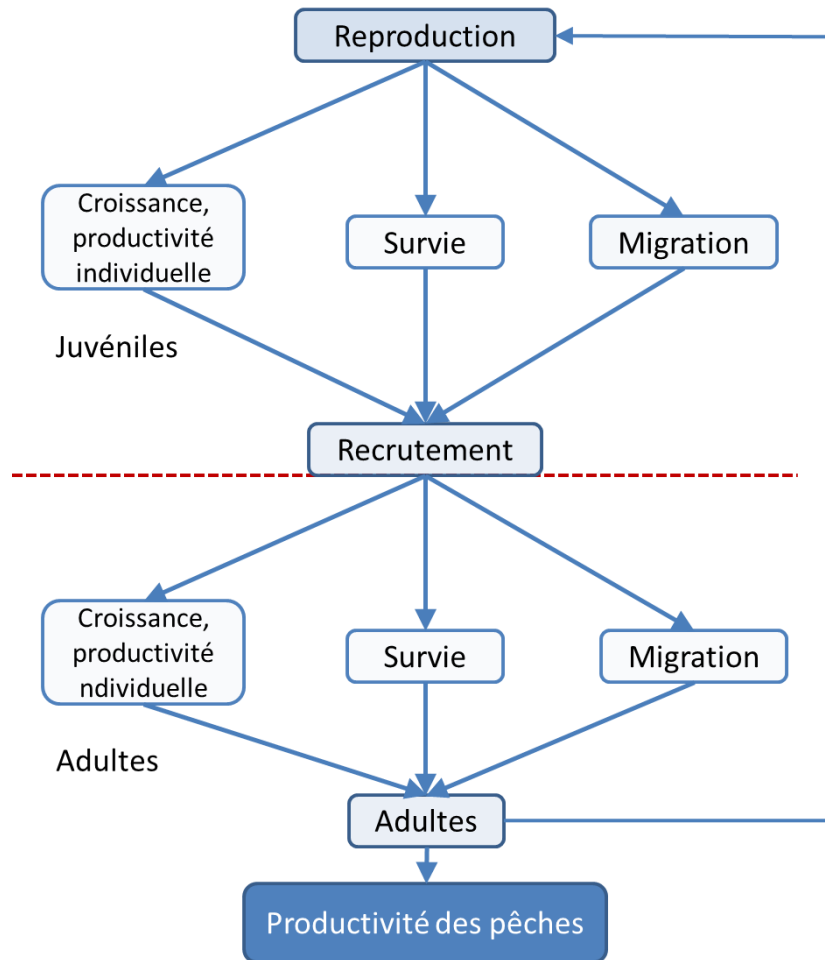 Reproduction
Croissance,
productivité
individuelle
Survie
Migration
Juvéniles
Recrutement
Croissance,
productivité
ndividuelle
Survie
Migration
Adultes
Adultes
Productivité des pêches